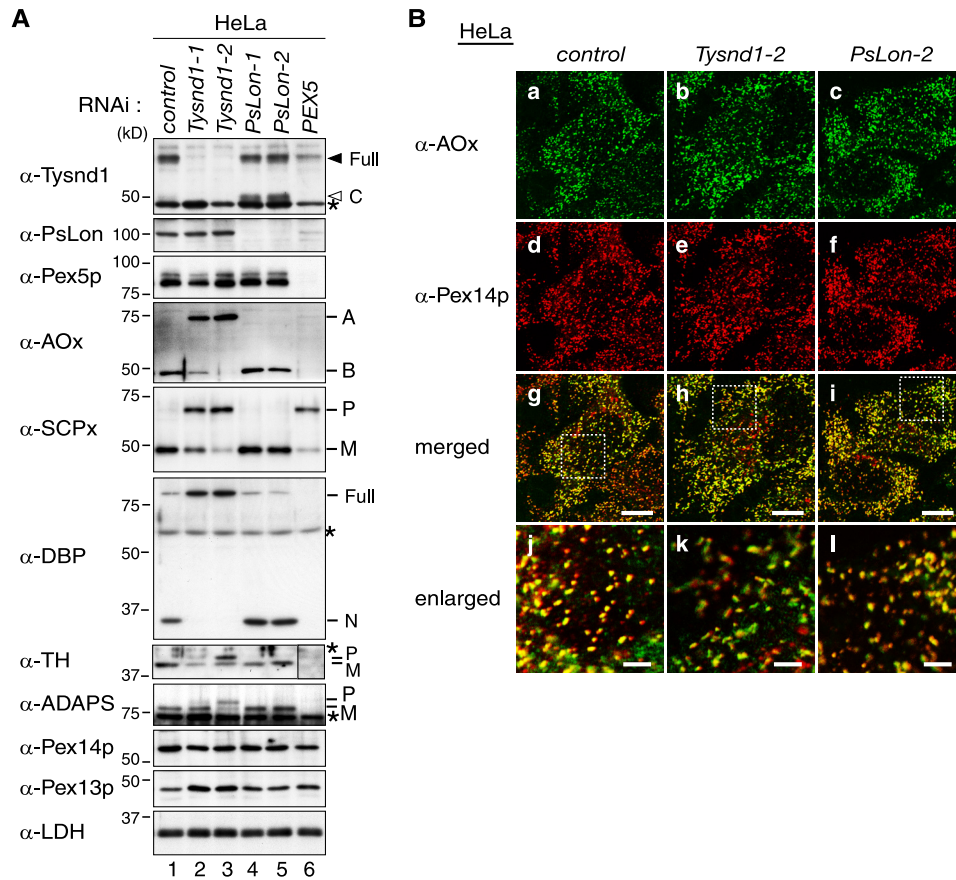 A
HeLa
RNAi :
control
Tysnd1-1
Tysnd1-2
PsLon-1
PsLon-2
PEX5
(kD)
α-Tysnd1
50
Full
C
*
α-PsLon
100
α-Pex5p
100
75
α-AOx
75
50
A
B
α-SCPx
75
50
P
M
α-DBP
50
37
Full
*
N
α-TH
37
*
P
M
α-ADAPS
75
P
M
*
α-Pex14p
50
α-Pex13p
50
37
α-LDH
1 2 3 4 5 6
B
HeLa
control Tysnd1-2 PsLon-2
α-AOx
a b c
α-Pex14p
d e f
merged
g h i
enlarged
j k l